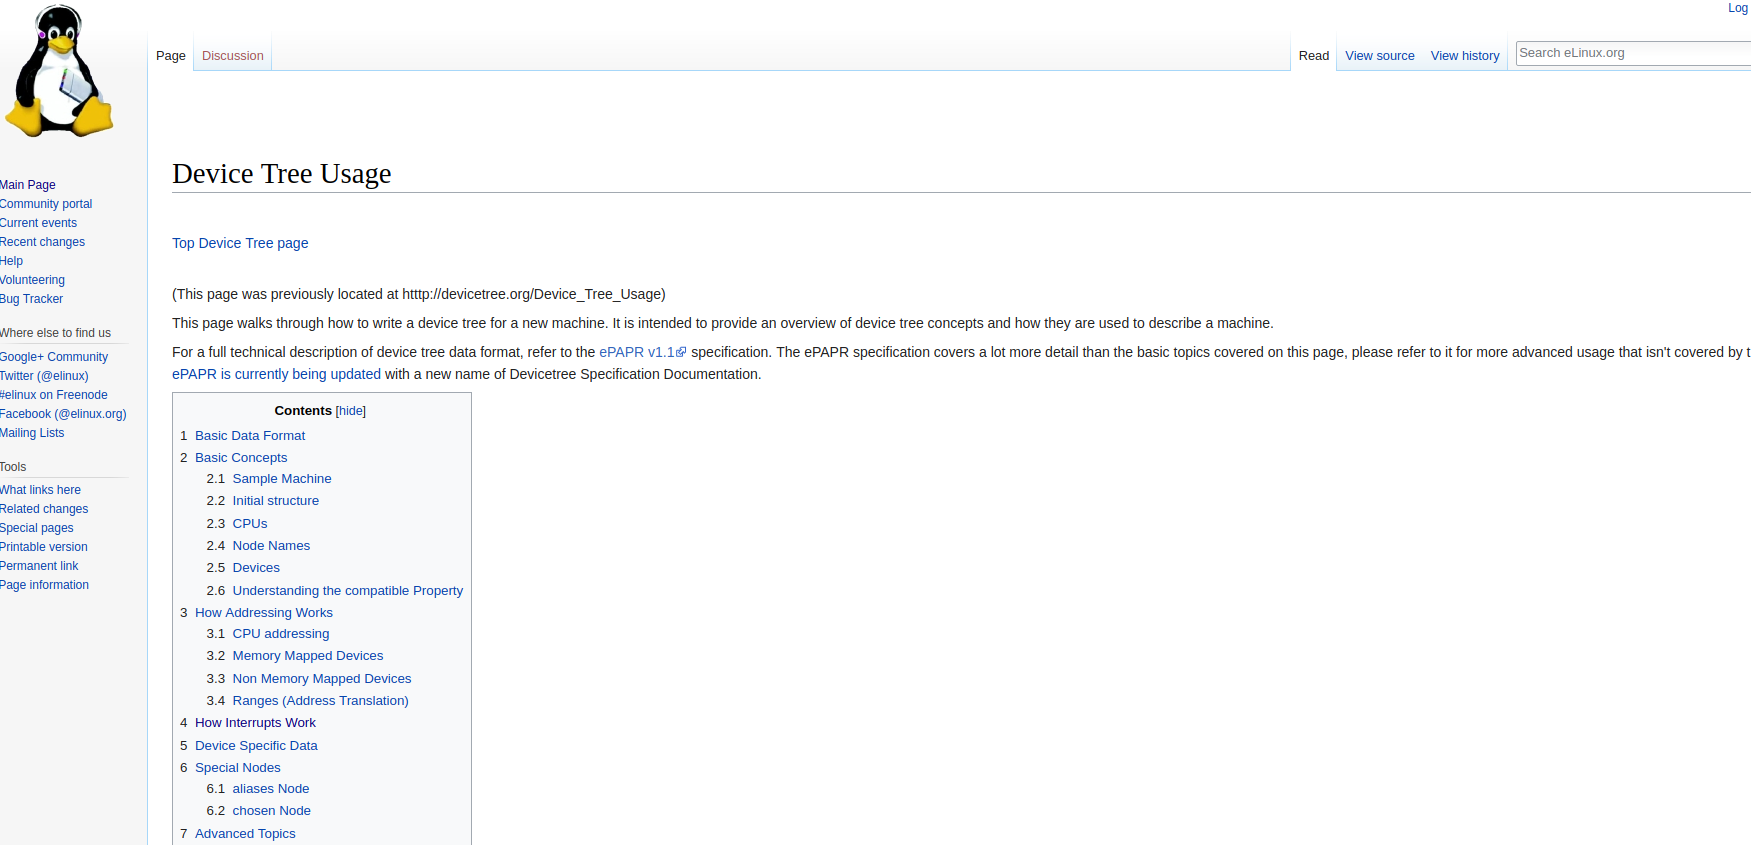 Log
Page
Discussion
Read
View source
View history
Search eLinux.org
Main Page
Community portal
Current events
Recent changes
Help
Volunteering
Bug Tracker
Where else to find us
Google+ Community
Twitter (@elinux)
#elinux on Freenode
Facebook (@elinux.org)
Mailing Lists
Tools
What links here
Related changes
Special pages
Printable version
Permanent link
Page information
Device Tree Usage
Top Device Tree page
(This page was previously located at htttp://devicetree.org/Device_Tree_Usage)
This page walks through how to write a device tree for a new machine. It is intended to provide an overview of device tree concepts and how they are used to describe a machine.
For a full technical description of device tree data format, refer to the ePAPR v1.1 specification. The ePAPR specification covers a lot more detail than the basic topics covered on this page, please refer to it for more advanced usage that isn't covered by
ePAPR is currently being updated with a new name of Devicetree Specification Documentation.
Contents [hide]
1 Basic Data Format
2 Basic Concepts
2.1 Sample Machine
2.2 Initial structure
2.3 CPUs
2.4 Node Names
2.5 Devices
2.6 Understanding the compatible Property
3 How Addressing Works
3.1 CPU addressing
3.2 Memory Mapped Devices
3.3 Non Memory Mapped Devices
3.4 Ranges (Address Translation)
4 How Interrupts Work
5 Device Specific Data
6 Special Nodes
6.1 aliases Node
6.2 chosen Node
7 Advanced Topics